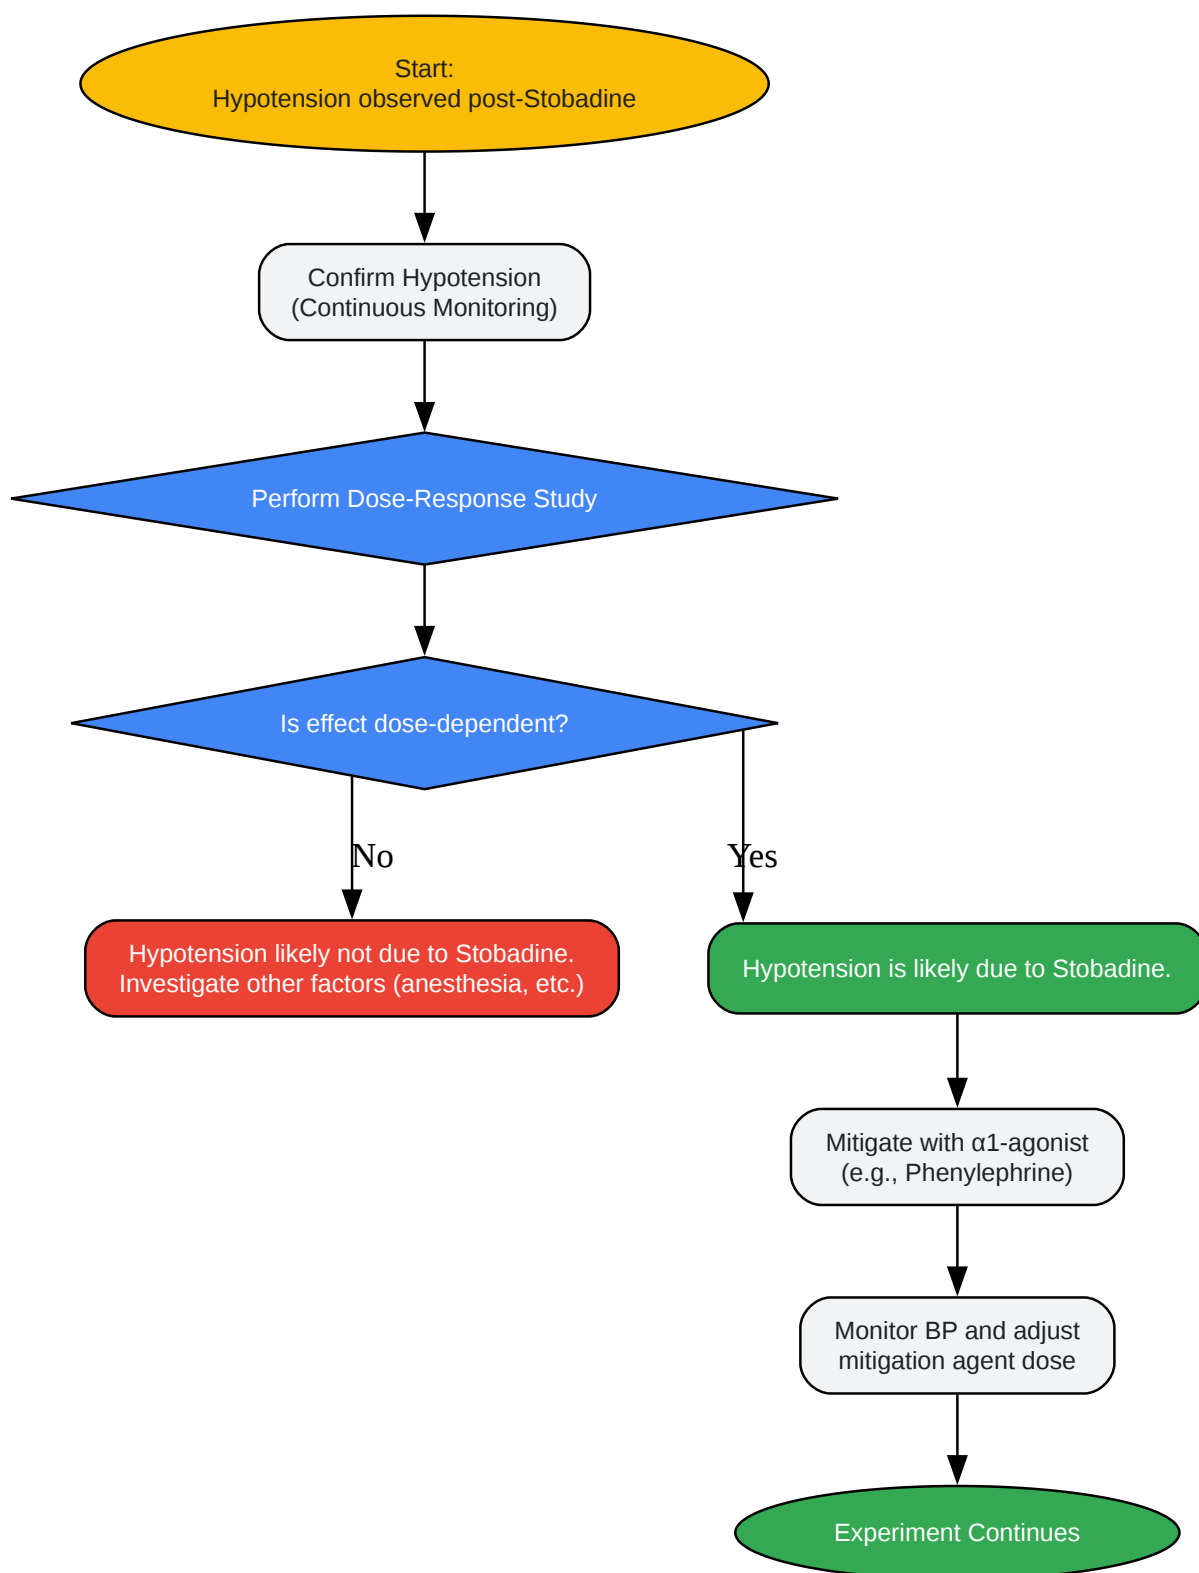 Start:
Hypotension observed post-Stobadine
Confirm Hypotension
(Continuous Monitoring)
Perform Dose-Response Study
Is effect dose-dependent?
No
Yes
Hypotension likely not due to Stobadine.
Investigate other factors (anesthesia, etc.)
Hypotension is likely due to Stobadine.
Mitigate with α1-agonist
(e.g., Phenylephrine)
Monitor BP and adjust
mitigation agent dose
Experiment Continues